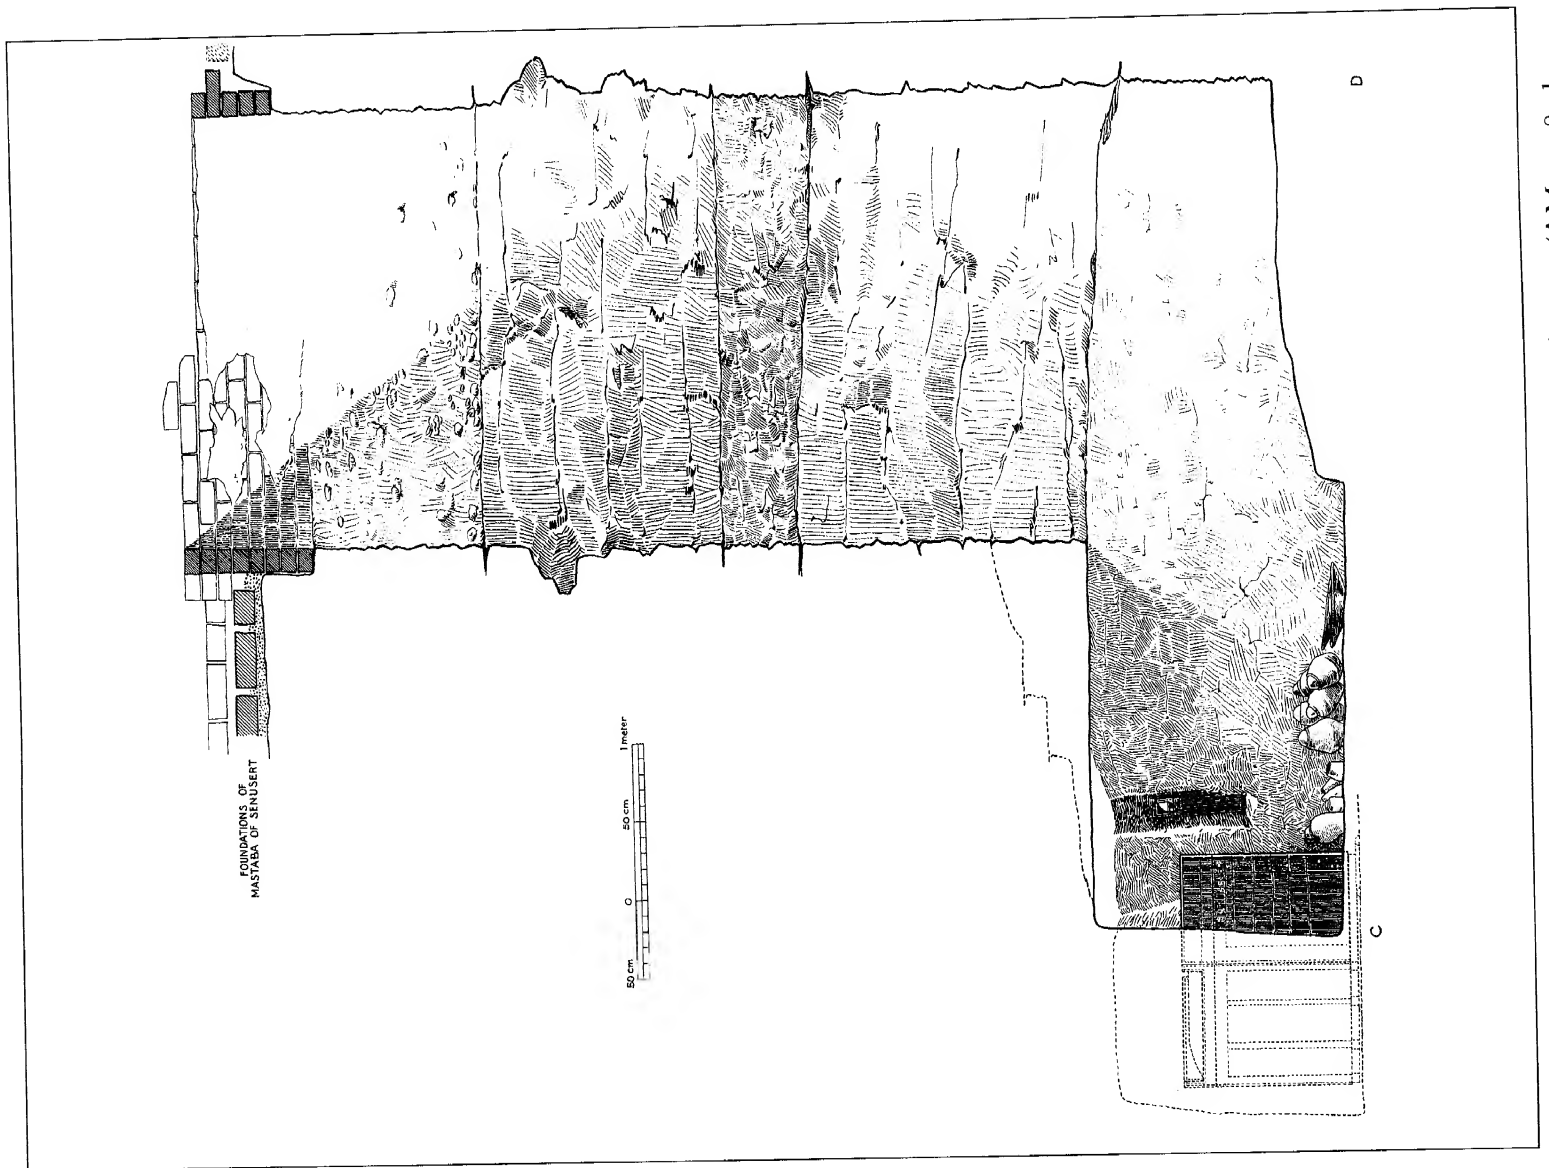 D
FOUNDATIONS OF
MASTABA OF SENUSERT
50 cm 0 50 cm 1 meter
C